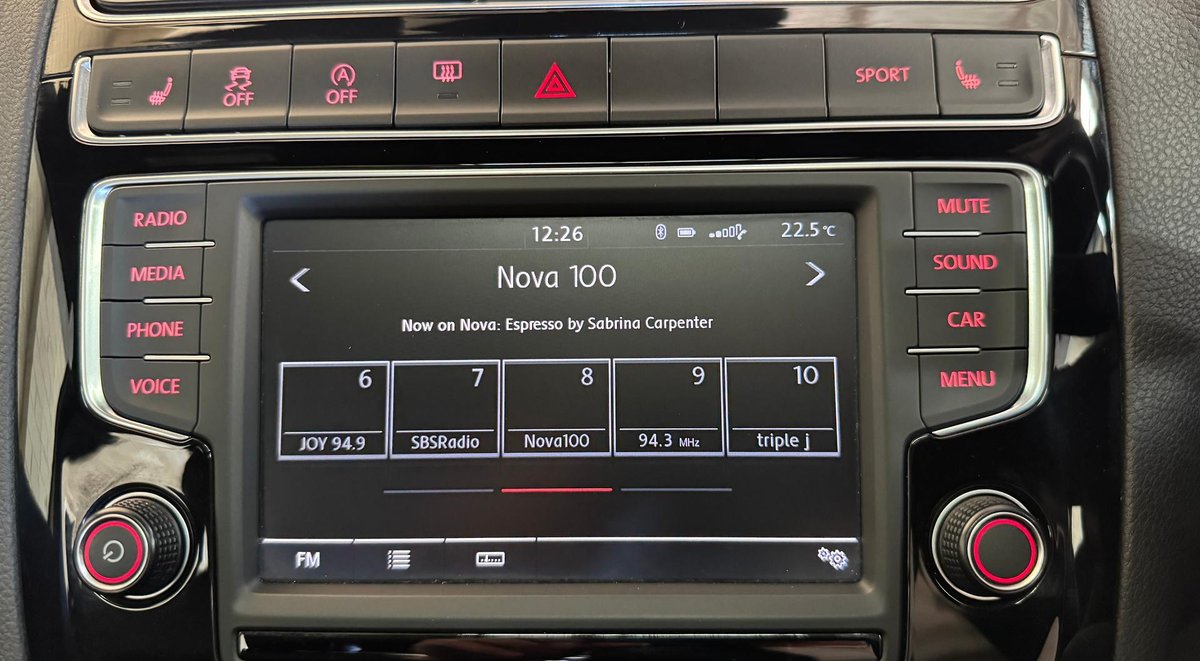 OFF
A
OFF
SPORT
RADIO
MEDIA
PHONE
VOICE
12:26
22.5°C
Nova 100
Now on Nova: Espresso by Sabrina Carpenter
6
7
8
9
10
JOY 94.9
SBSRadio
Nova100
94.3 MHz
triple j
FM
MUTE
SOUND
CAR
MENU